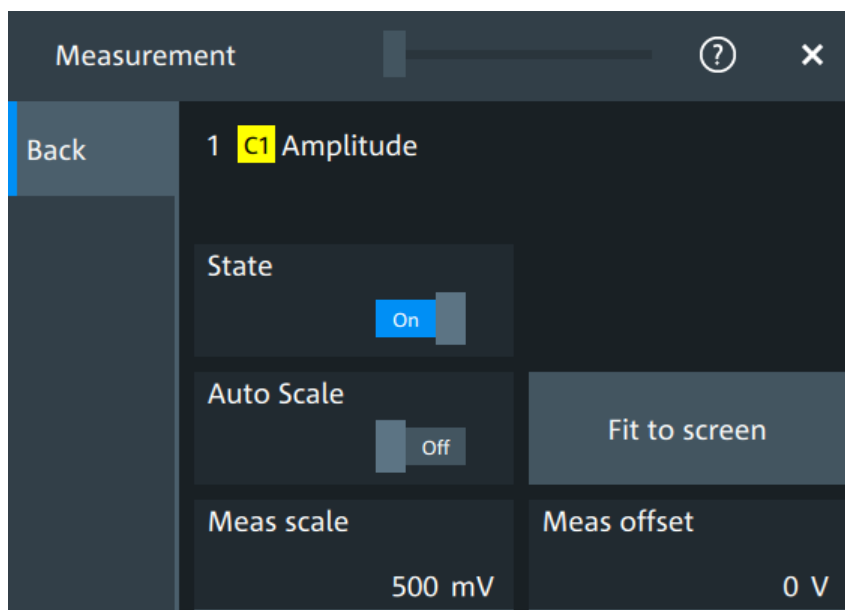 Measurement ? ×
Back
1 C1 Amplitude
State
On
Auto Scale
Off
Fit to screen
Meas scale
500 mV
Meas offset
0 V